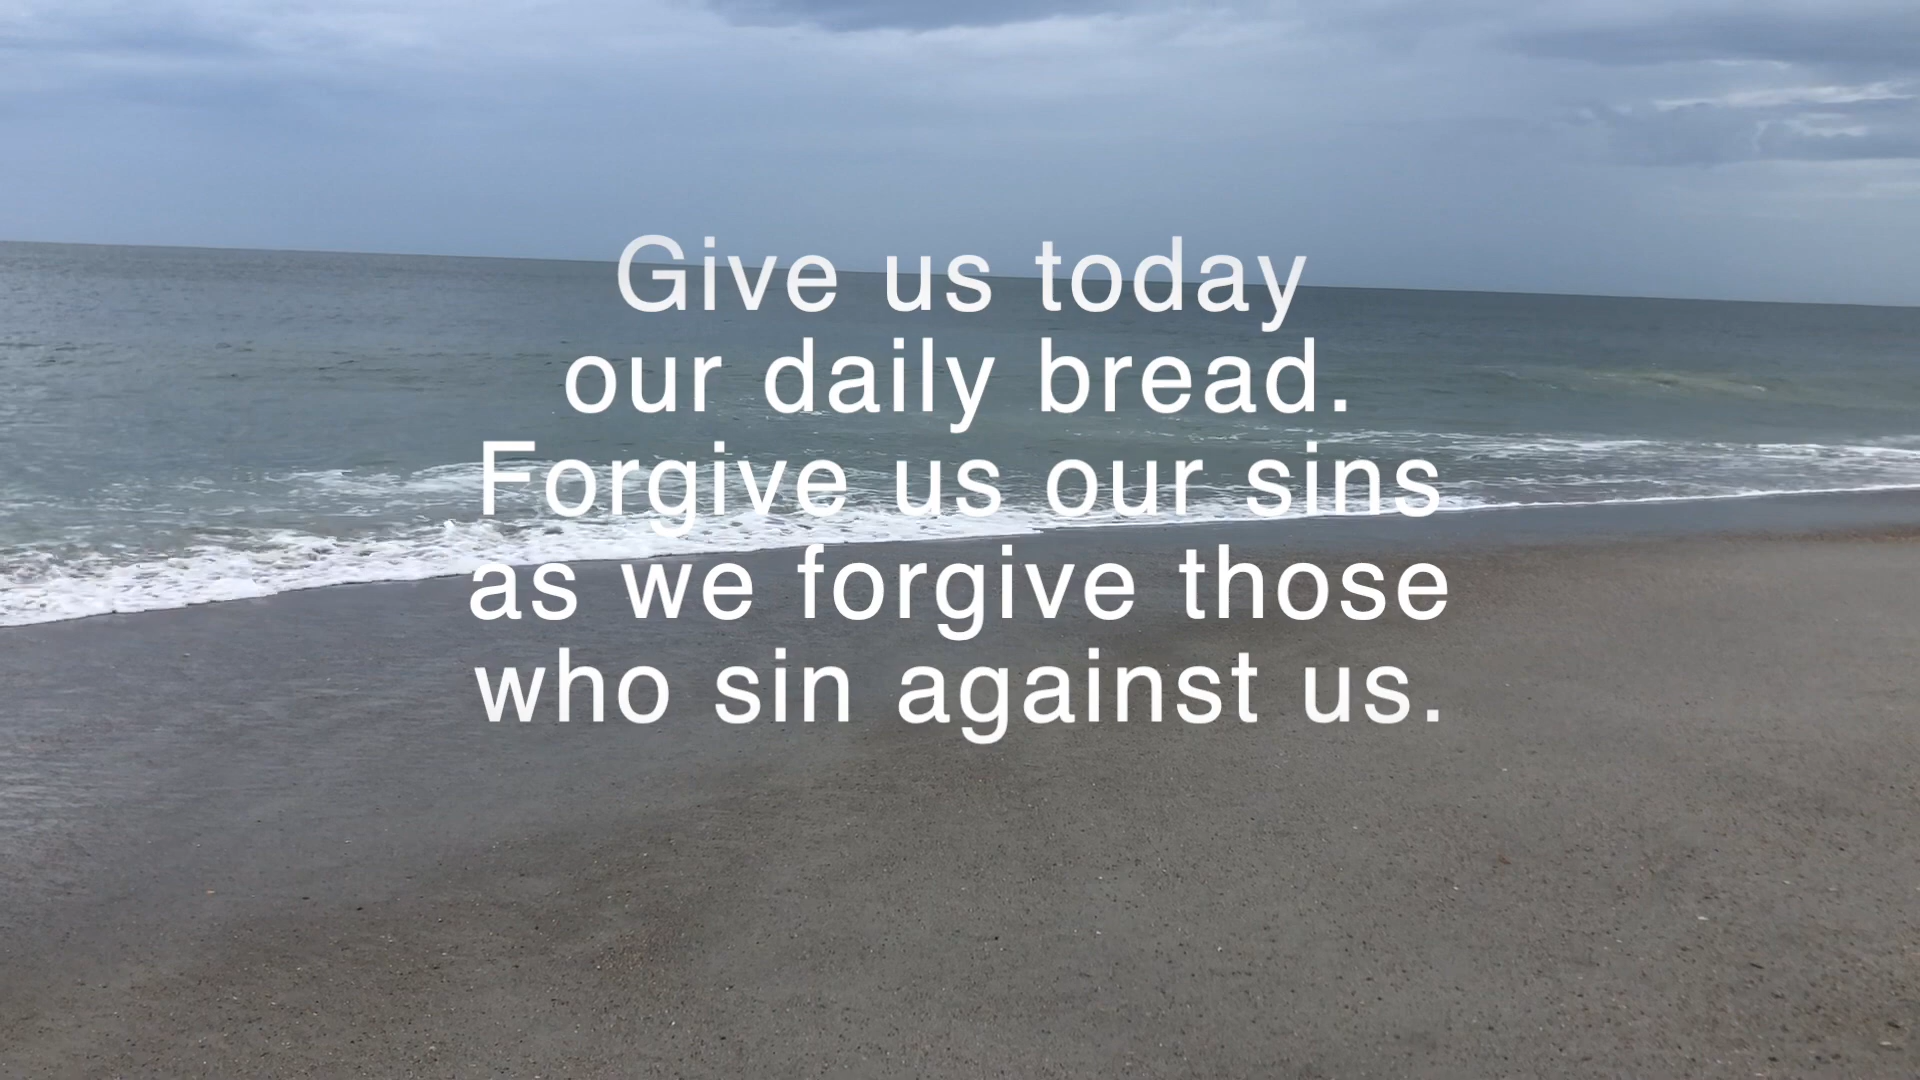 Give us today
our daily bread.
Forgive us our sins
as we forgive those
who sin against us.